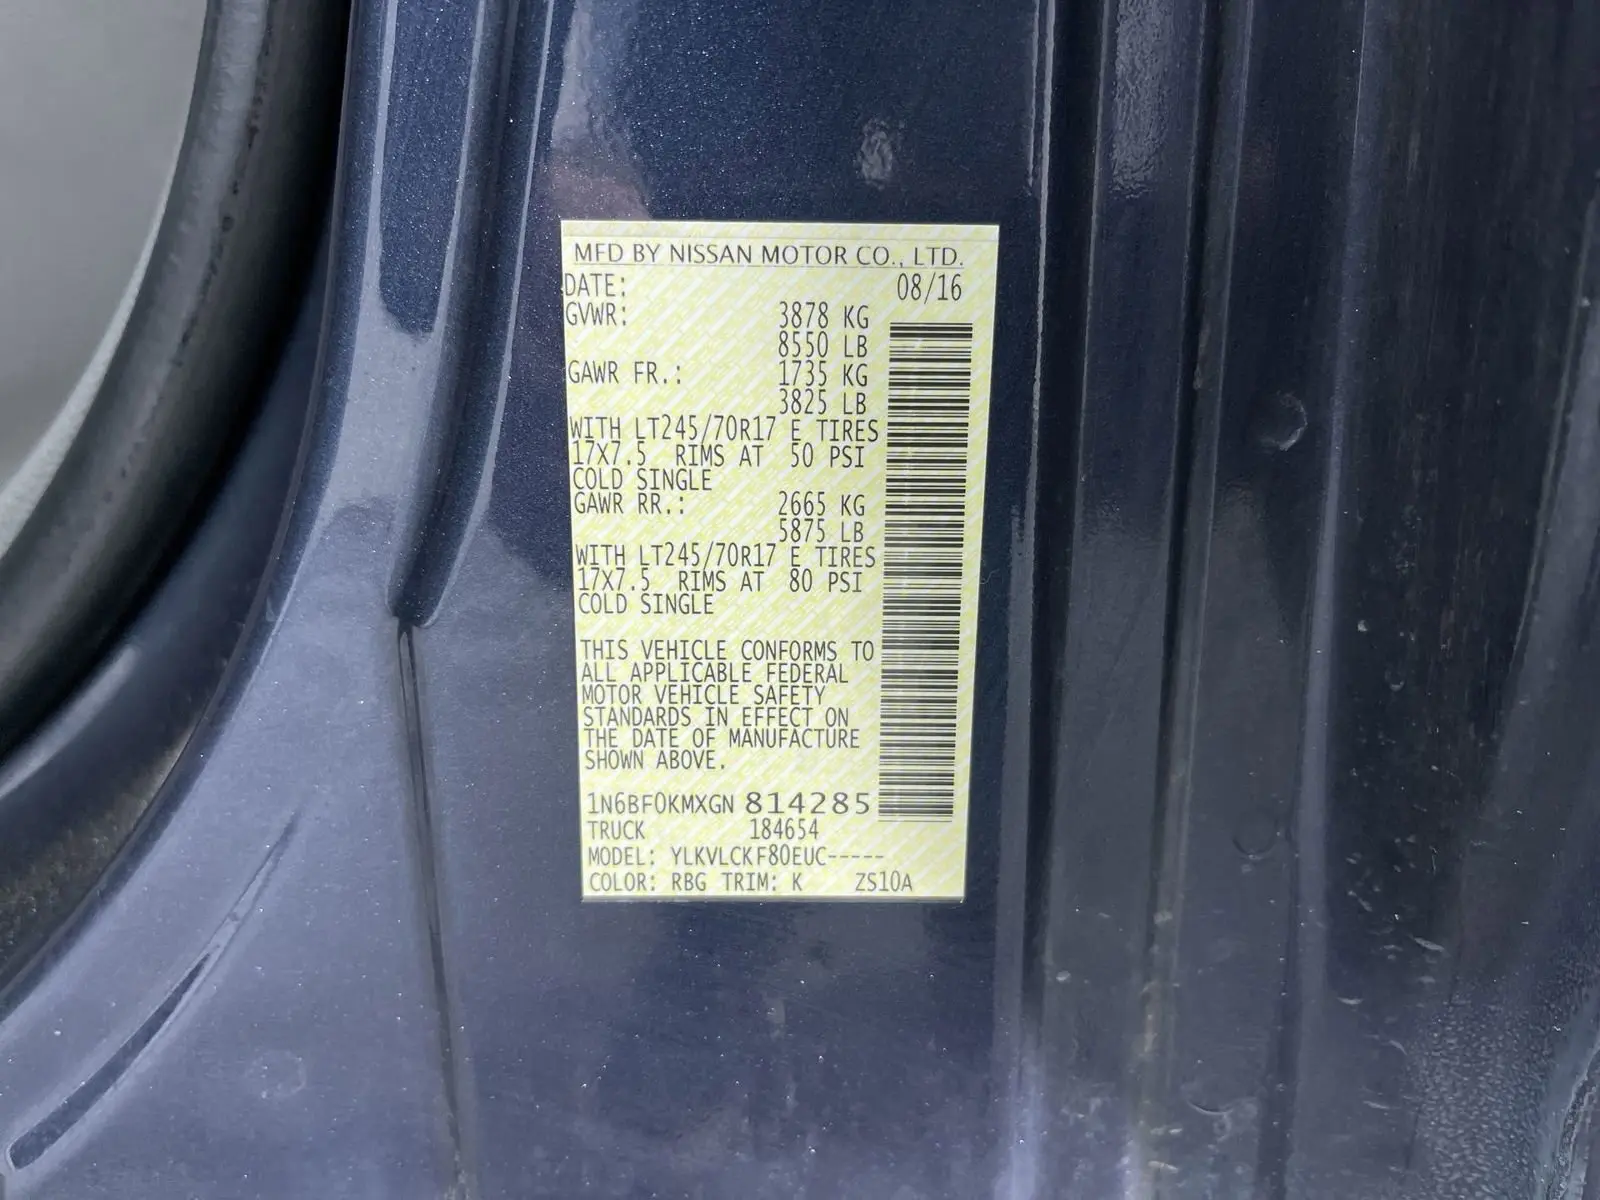 MFD BY NISSAN MOTOR CO., LTD.
DATE: 08/16
GVWR: 3878 KG
8550 LB
GAWR FR.: 1735 KG
3825 LB
WITH LT245/70R17 E TIRES
17X7.5 RIMS AT 50 PSI
COLD SINGLE
GAWR RR.: 2665 KG
5875 LB
WITH LT245/70R17 E TIRES
17X7.5 RIMS AT 80 PSI
COLD SINGLE
THIS VEHICLE CONFORMS TO
ALL APPLICABLE FEDERAL
MOTOR VEHICLE SAFETY
STANDARDS IN EFFECT ON
THE DATE OF MANUFACTURE
SHOWN ABOVE.
1N6BF0KMXGN 814285
TRUCK 184654
MODEL: YLKVLCKF80EUC-----
COLOR: RBG TRIM: K ZS10A